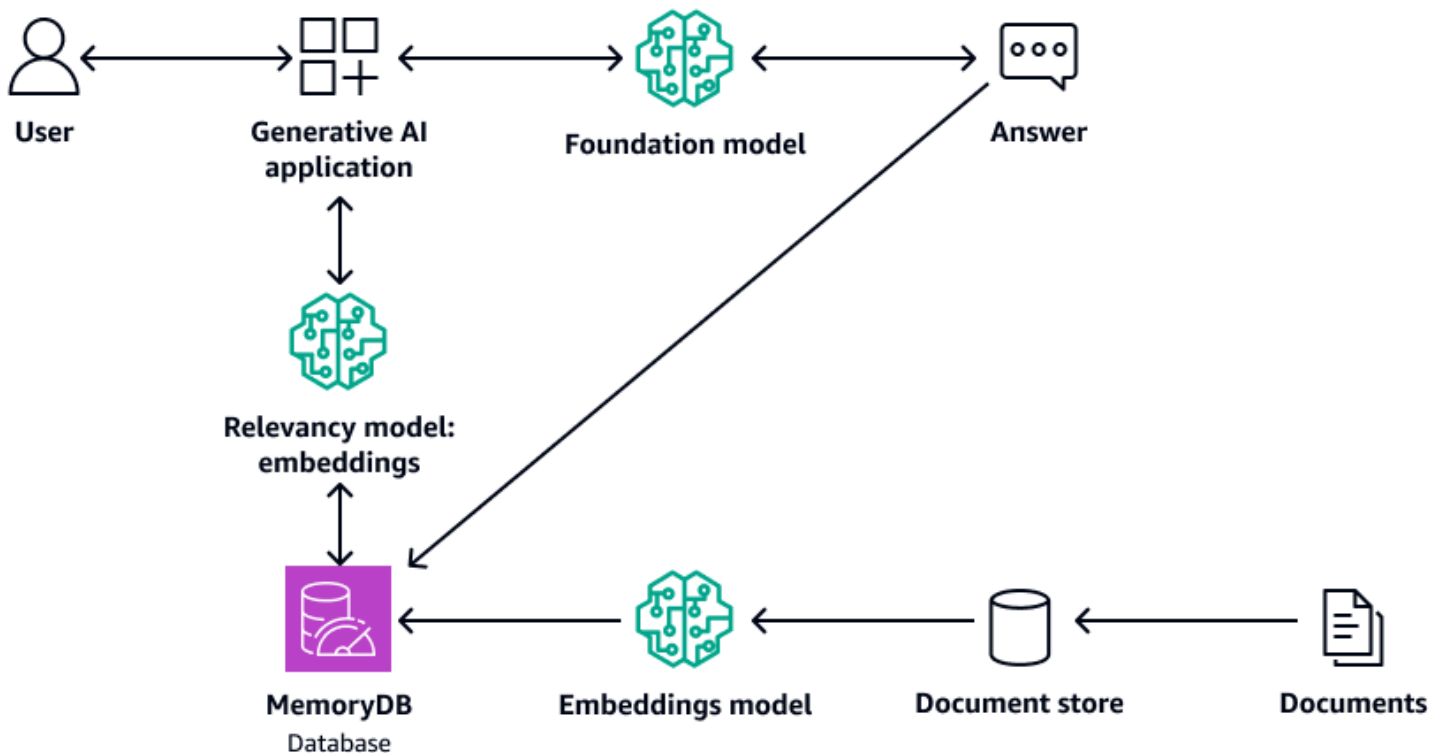 User
Generative AI
application
Foundation model
Answer
Relevancy model:
embeddings
MemoryDB
Database
Embeddings model
Document store
Documents